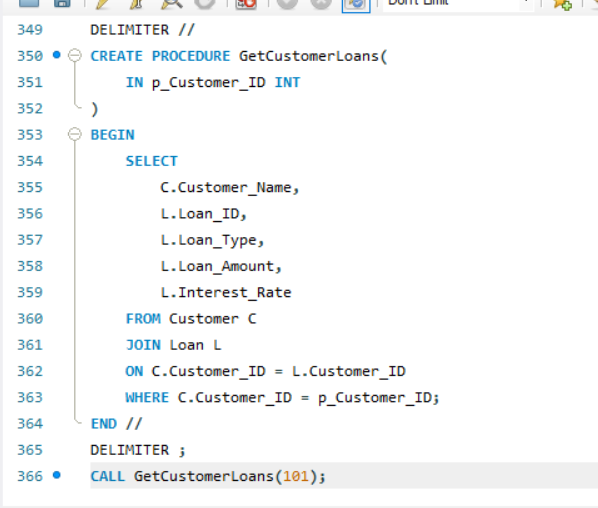 Don't Limit
349 DELIMITER //
350 CREATE PROCEDURE GetCustomerLoans(
351 IN p_Customer_ID INT
352 )
353 BEGIN
354 SELECT
355 C.Customer_Name,
356 L.Loan_ID,
357 L.Loan_Type,
358 L.Loan_Amount,
359 L.Interest_Rate
360 FROM Customer C
361 JOIN Loan L
362 ON C.Customer_ID = L.Customer_ID
363 WHERE C.Customer_ID = p_Customer_ID;
364 END //
365 DELIMITER ;
366 CALL GetCustomerLoans(101);